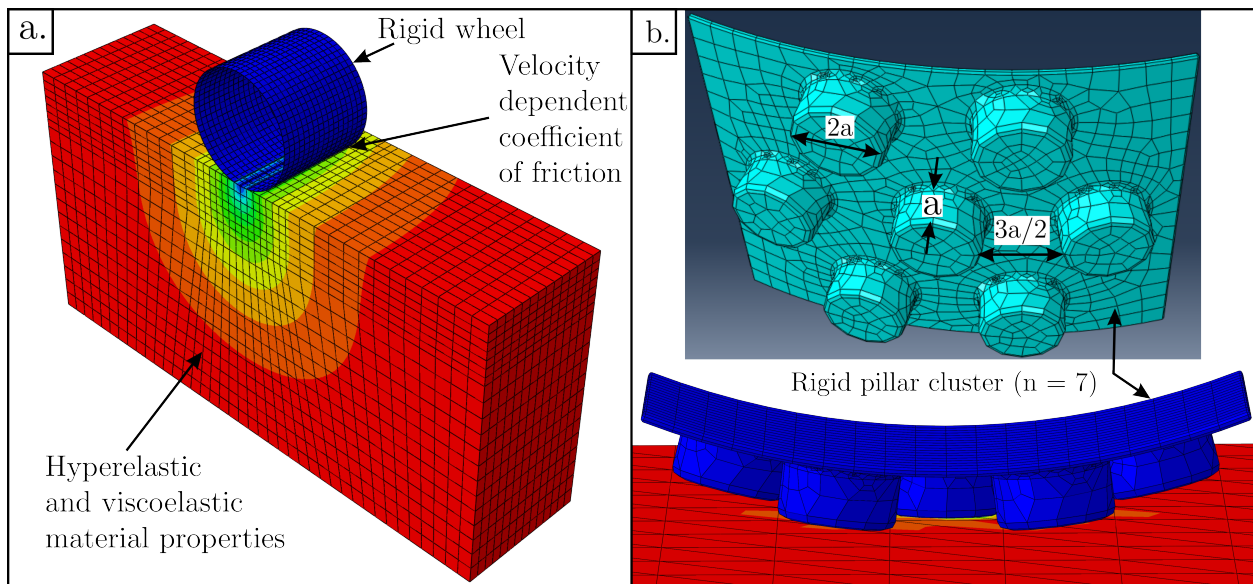 a.
Rigid wheel
Velocity
dependent
coefficient
of friction
Hyperelastic
and viscoelastic
material properties
b.
2a
a
3a/2
Rigid pillar cluster (n = 7)